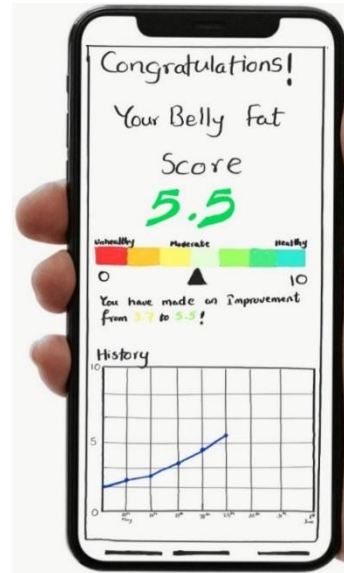 Congratulations!
Your Belly Fat
Score
5.5
Unhealthy Moderate Healthy
0 10
You have made an Improvement
from 3.7 to 5.5!
History
10
5
0